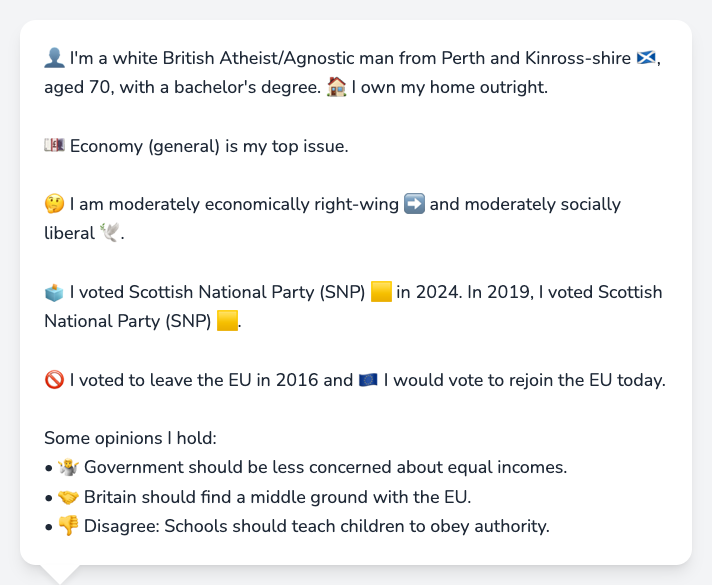 👤 I'm a white British Atheist/Agnostic man from Perth and Kinross-shire 🏴󠁧󠁢󠁳󠁣󠁴󠁿,
aged 70, with a bachelor's degree. 🏠 I own my home outright.
💷 Economy (general) is my top issue.
🤔 I am moderately economically right-wing ➡️ and moderately socially
liberal 🕊️.
🗳️ I voted Scottish National Party (SNP) 🟨 in 2024. In 2019, I voted Scottish
National Party (SNP) 🟨.
🚫 I voted to leave the EU in 2016 and 🇪🇺 I would vote to rejoin the EU today.
Some opinions I hold:
• 🤷 Government should be less concerned about equal incomes.
• 🤝 Britain should find a middle ground with the EU.
• 👎 Disagree: Schools should teach children to obey authority.